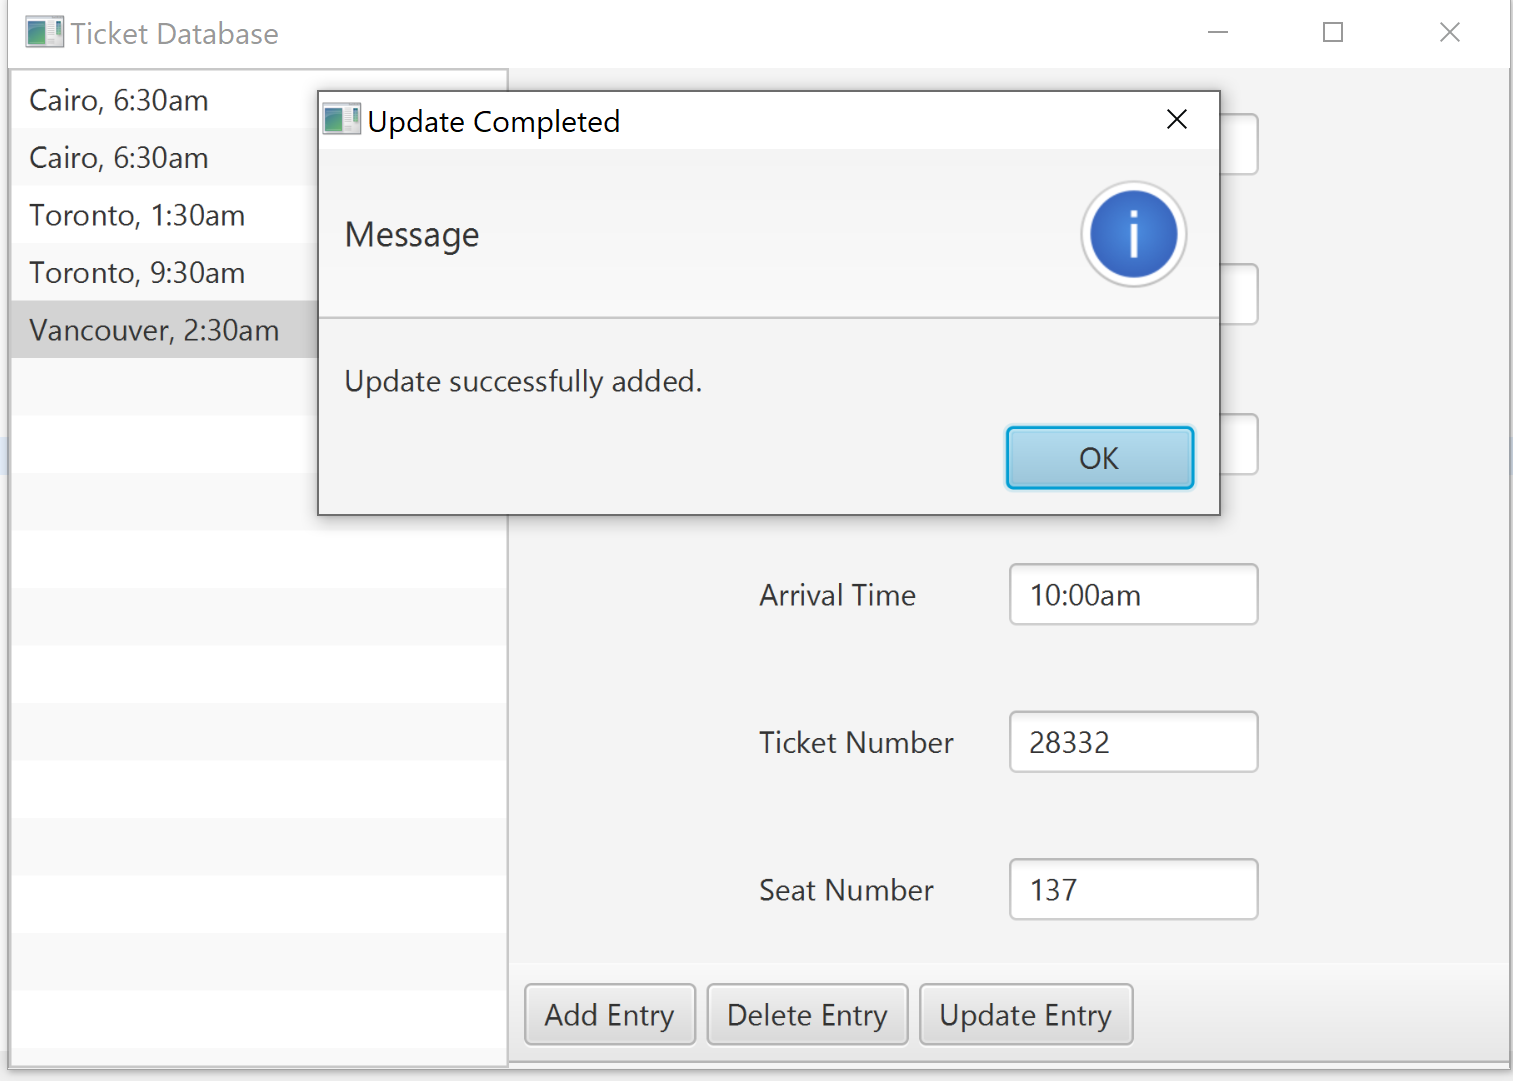 Ticket Database
Cairo, 6:30am
Cairo, 6:30am
Toronto, 1:30am
Toronto, 9:30am
Vancouver, 2:30am
Update Completed
Message
i
Update successfully added.
OK
Arrival Time 10:00am
Ticket Number 28332
Seat Number 137
Add Entry Delete Entry Update Entry